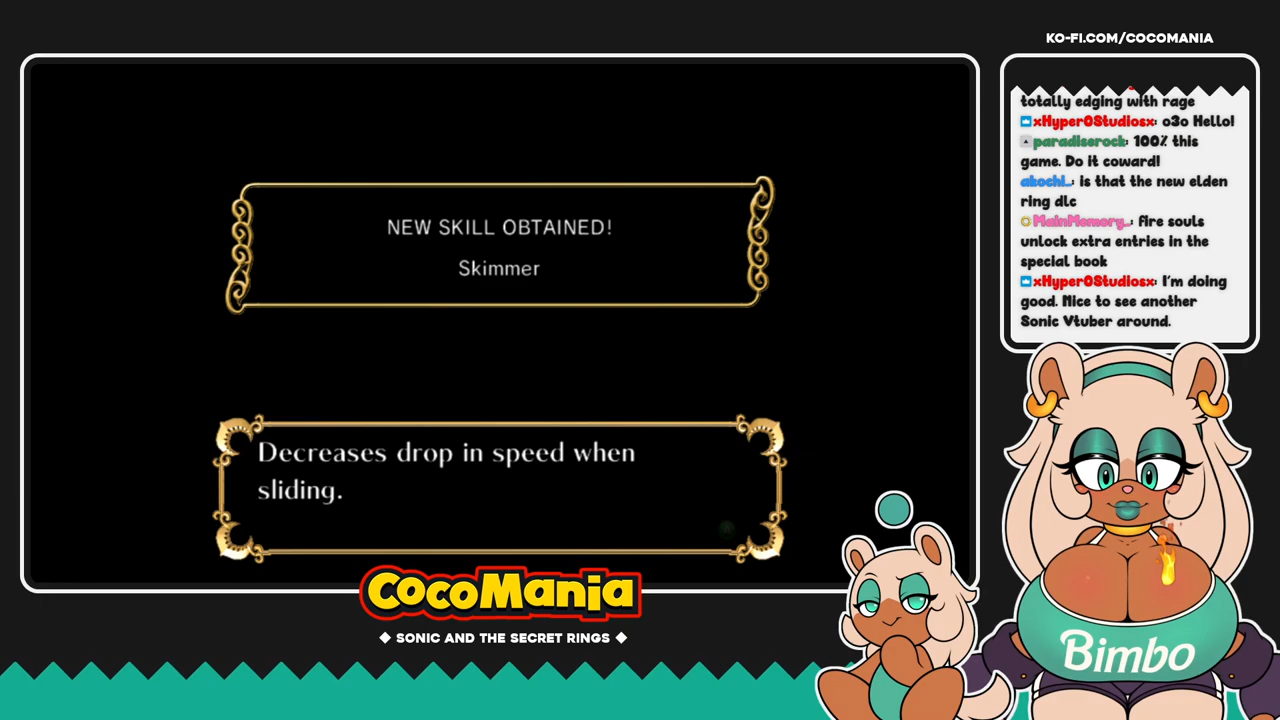 KO-FI.COM/COCOMANIA
totally edging with rage
xHyperGStudiosx: o3o Hello!
paradiserock: 100% this
game. Do it coward!
akochi_: is that the new elden
ring dlc
MainMemory_: fire souls
unlock extra entries in the
special book
xHyperGStudiosx: I'm doing
good. Nice to see another
Sonic Vtuber around.
NEW SKILL OBTAINED!
Skimmer
Decreases drop in speed when
sliding.
CocoMania
◆ SONIC AND THE SECRET RINGS ◆
Bimbo